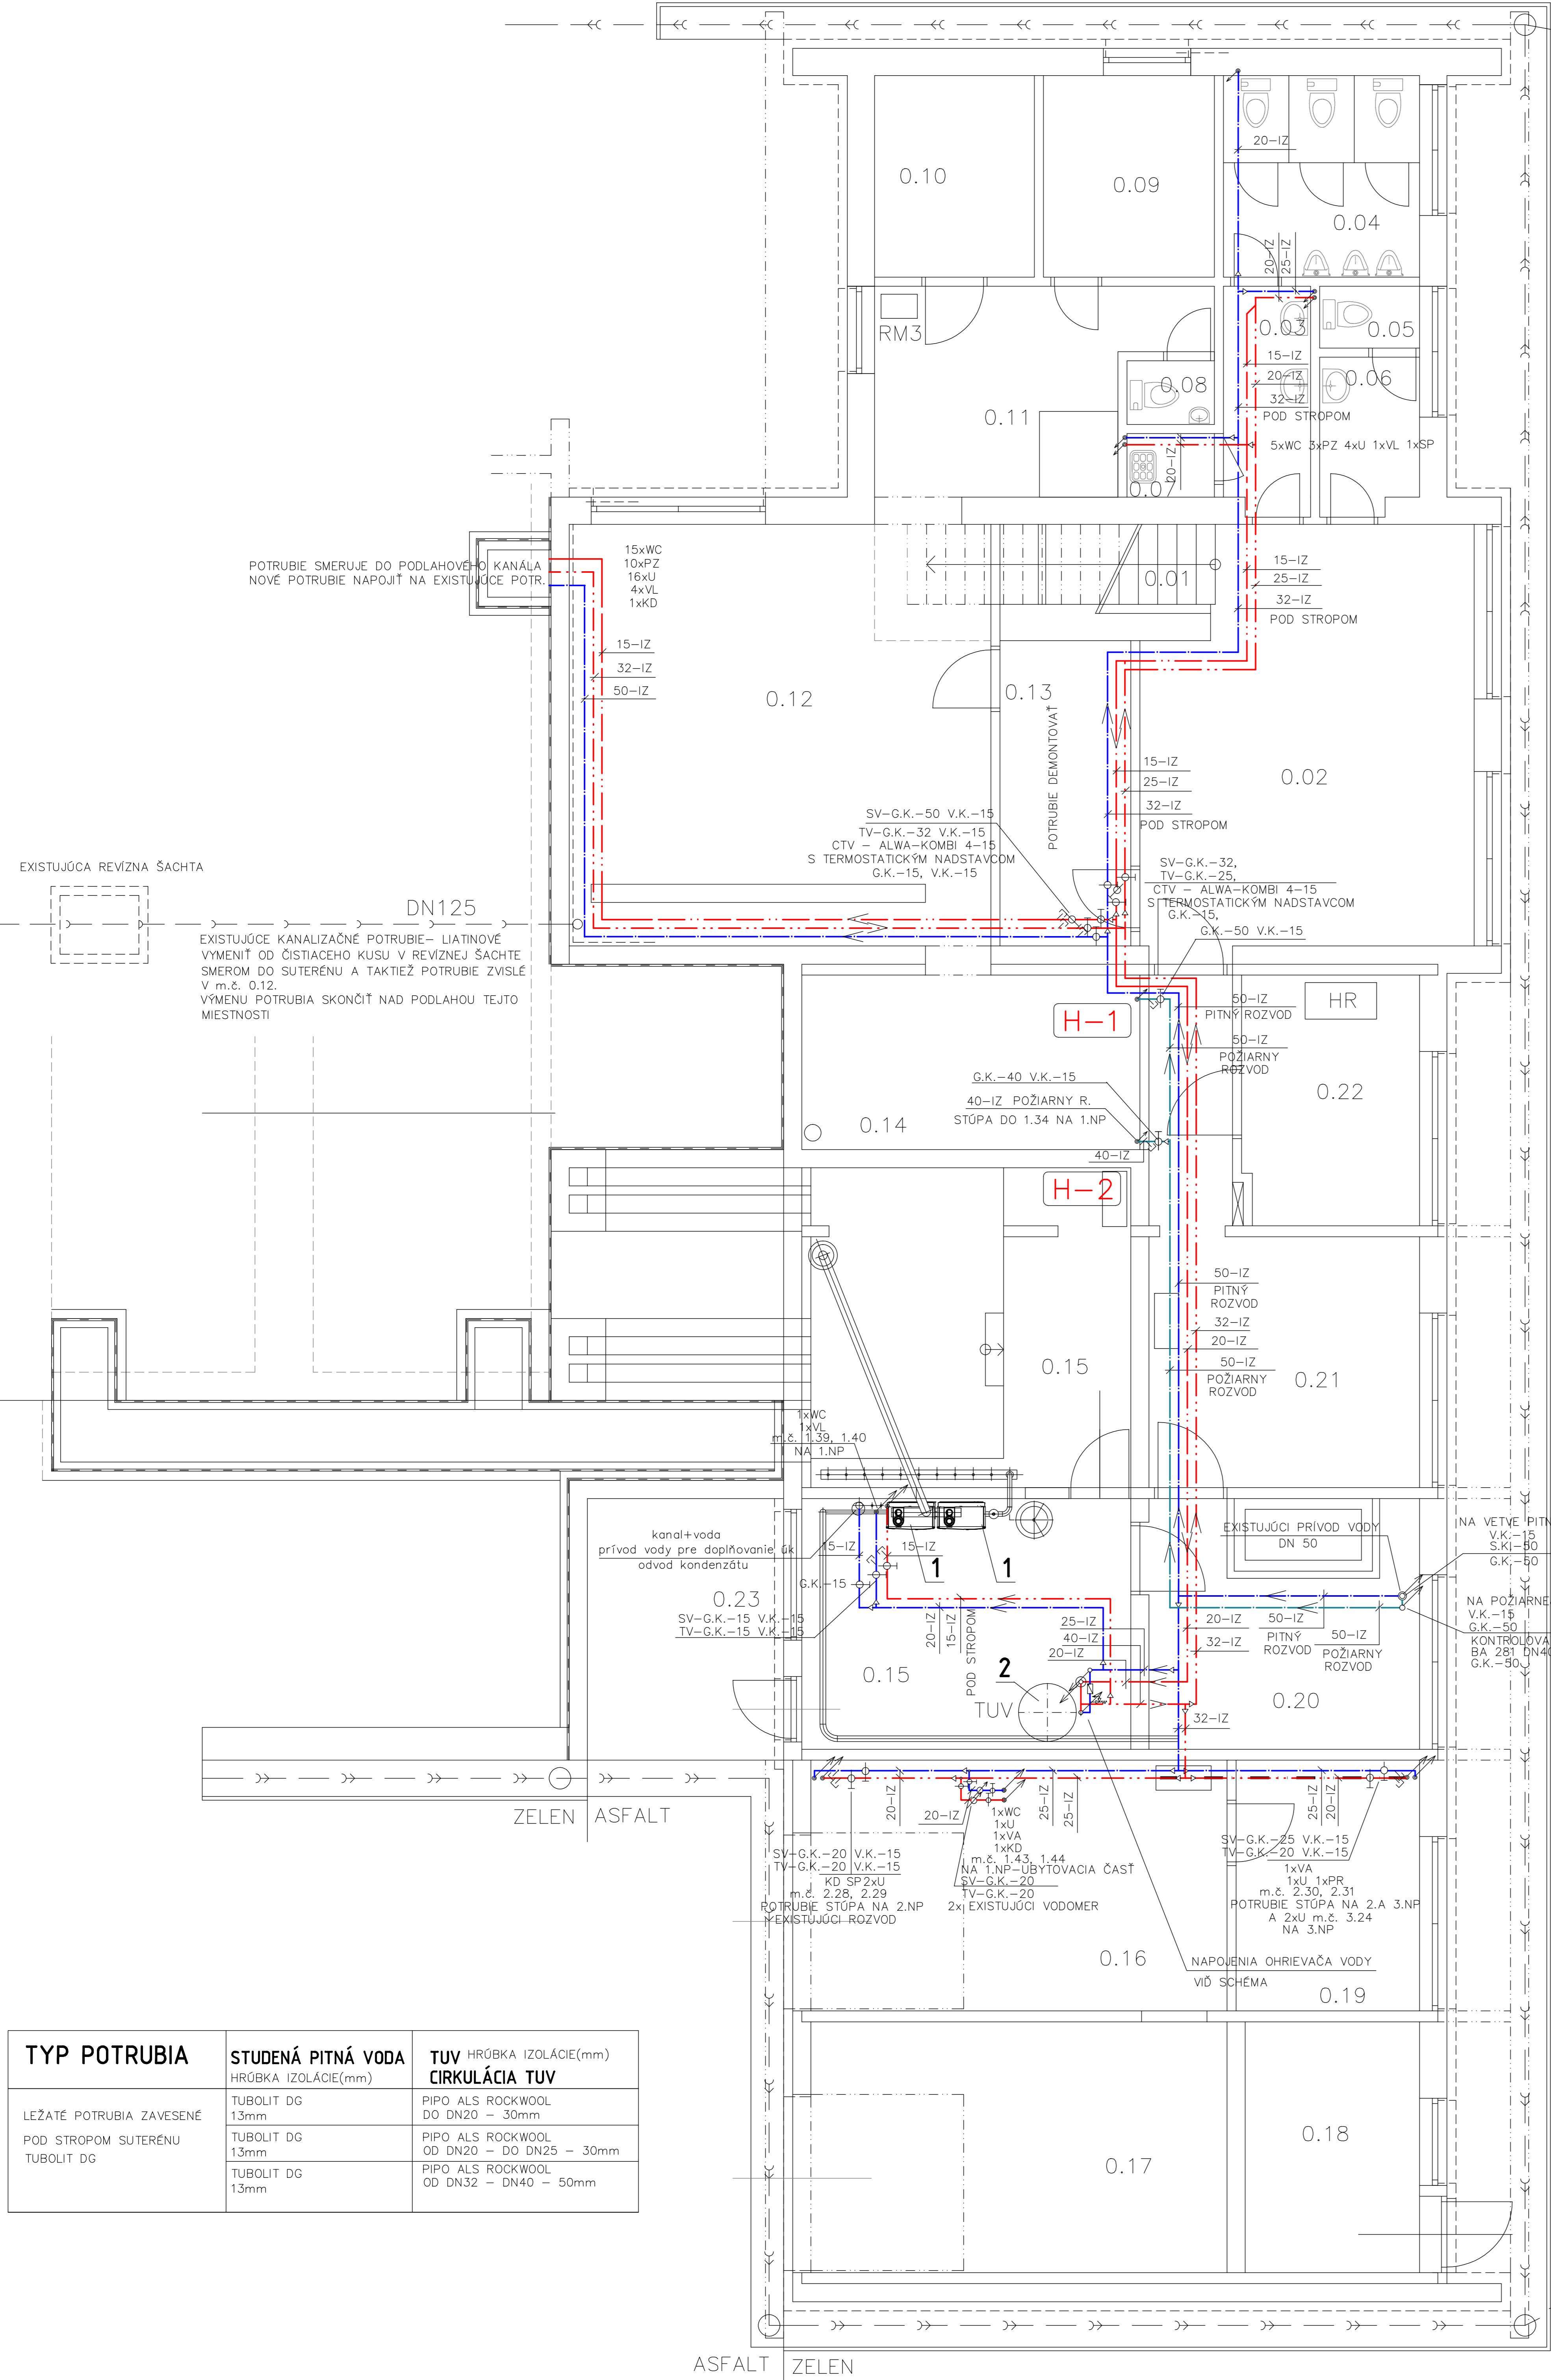 20-IZ
0.10
0.09
0.04
20-IZ
25-IZ
RM3
0.03
0.05
15-IZ
20-IZ
0.06
0.08
32-IZ
POD STROPOM
0.11
5xWC 3xPZ 4xU 1xVL 1xSP
20-IZ
15xWC
10xPZ
16xU
4xVL
1xKD
POTRUBIE SMERUJE DO PODLAHOVÉHO KANÁLA
NOVÉ POTRUBIE NAPOJIŤ NA EXISTUJÚCE POTR.
0.01
15-IZ
25-IZ
32-IZ
POD STROPOM
15-IZ
32-IZ
50-IZ
0.12
0.13
POTRUBIE DEMONTOVAŤ
15-IZ
25-IZ
32-IZ
POD STROPOM
0.02
SV-G.K.-50 V.K.-15
TV-G.K.-32 V.K.-15
CTV - ALWA-KOMBI 4-15
S TERMOSTATICKÝM NADSTAVCOM
G.K.-15, V.K.-15
SV-G.K.-32,
TV-G.K.-25,
CTV - ALWA-KOMBI 4-15
S TERMOSTATICKÝM NADSTAVCOM
G.K.-15,
G.K.-50 V.K.-15
EXISTUJÚCA REVÍZNA ŠACHTA
DN125
EXISTUJÚCE KANALIZAČNÉ POTRUBIE- LIATINOVÉ
VYMENIŤ OD ČISTIACEHO KUSU V REVÍZNEJ ŠACHTE
SMEROM DO SUTERÉNU A TAKTIEŽ POTRUBIE ZVISLÉ
V m.č. 0.12.
VÝMENU POTRUBIA SKONČIŤ NAD PODLAHOU TEJTO
MIESTNOSTI
50-IZ
PITNÝ ROZVOD
HR
H-1
50-IZ
POŽIARNY
ROZVOD
G.K.-40 V.K.-15
40-IZ POŽIARNY R.
STÚPA DO 1.34 NA 1.NP
0.22
0.14
40-IZ
H-2
50-IZ
PITNÝ
ROZVOD
32-IZ
20-IZ
50-IZ
POŽIARNY
ROZVOD
0.15
0.21
1xWC
1xVL
m.č. 1.39, 1.40
NA 1.NP
kanal+voda
prívod vody pre doplňovanie úk
odvod kondenzátu
15-IZ
15-IZ
1
1
G.K.-15
0.23
SV-G.K.-15 V.K.-15
TV-G.K.-15 V.K.-15
20-IZ
15-IZ
POD STROPOM
EXISTUJÚCI PRÍVOD VODY
DN 50
NA VETVE PITN
V.K.-15
S.K.-50
G.K.-50
NA POŽIARNE
V.K.-15
G.K.-50
KONTROLOVA
BA 281 DN40
G.K.-50
25-IZ
40-IZ
20-IZ
20-IZ
32-IZ
50-IZ
PITNÝ
ROZVOD
50-IZ
POŽIARNY
ROZVOD
0.15
2
TUV
0.20
32-IZ
ZELEN
ASFALT
20-IZ
20-IZ
25-IZ
25-IZ
25-IZ
20-IZ
SV-G.K.-20 V.K.-15
TV-G.K.-20 V.K.-15
KD SP 2xU
m.č. 2.28, 2.29
POTRUBIE STÚPA NA 2.NP
EXISTUJÚCI ROZVOD
1xWC
1xU
1xVA
1xKD
m.č. 1.43, 1.44
NA 1.NP-UBYTOVACIA ČASŤ
SV-G.K.-20
TV-G.K.-20
2x EXISTUJÚCI VODOMER
SV-G.K.-25 V.K.-15
TV-G.K.-20 V.K.-15
1xVA
1xU 1xPR
m.č. 2.30, 2.31
POTRUBIE STÚPA NA 2.A 3.NP
A 2xU m.č. 3.24
NA 3.NP
0.16
NAPOJENIA OHRIEVAČA VODY
VIĎ SCHÉMA
0.19
TYP POTRUBIA
STUDENÁ PITNÁ VODA
HRÚBKA IZOLÁCIE(mm)
TUV HRÚBKA IZOLÁCIE(mm)
CIRKULÁCIA TUV
LEŽATÉ POTRUBIA ZAVESENÉ
POD STROPOM SUTERÉNU
TUBOLIT DG
TUBOLIT DG
13mm
PIPO ALS ROCKWOOL
DO DN20 - 30mm
TUBOLIT DG
13mm
PIPO ALS ROCKWOOL
OD DN20 - DO DN25 - 30mm
TUBOLIT DG
13mm
PIPO ALS ROCKWOOL
OD DN32 - DN40 - 50mm
0.17
0.18
ASFALT
ZELEN